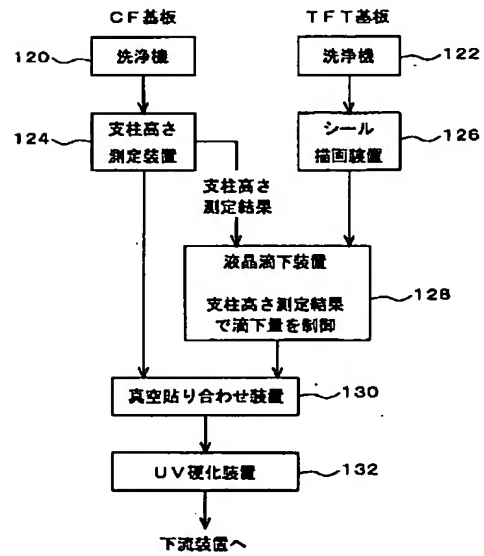 CF基板
TFT基板
120
洗浄機
洗浄機
122
124
支柱高さ
測定装置
シール
描画装置
126
支柱高さ
測定結果
液晶滴下装置
支柱高さ測定結果
で滴下量を制御
128
真空貼り合わせ装置
130
UV硬化装置
132
下流装置へ